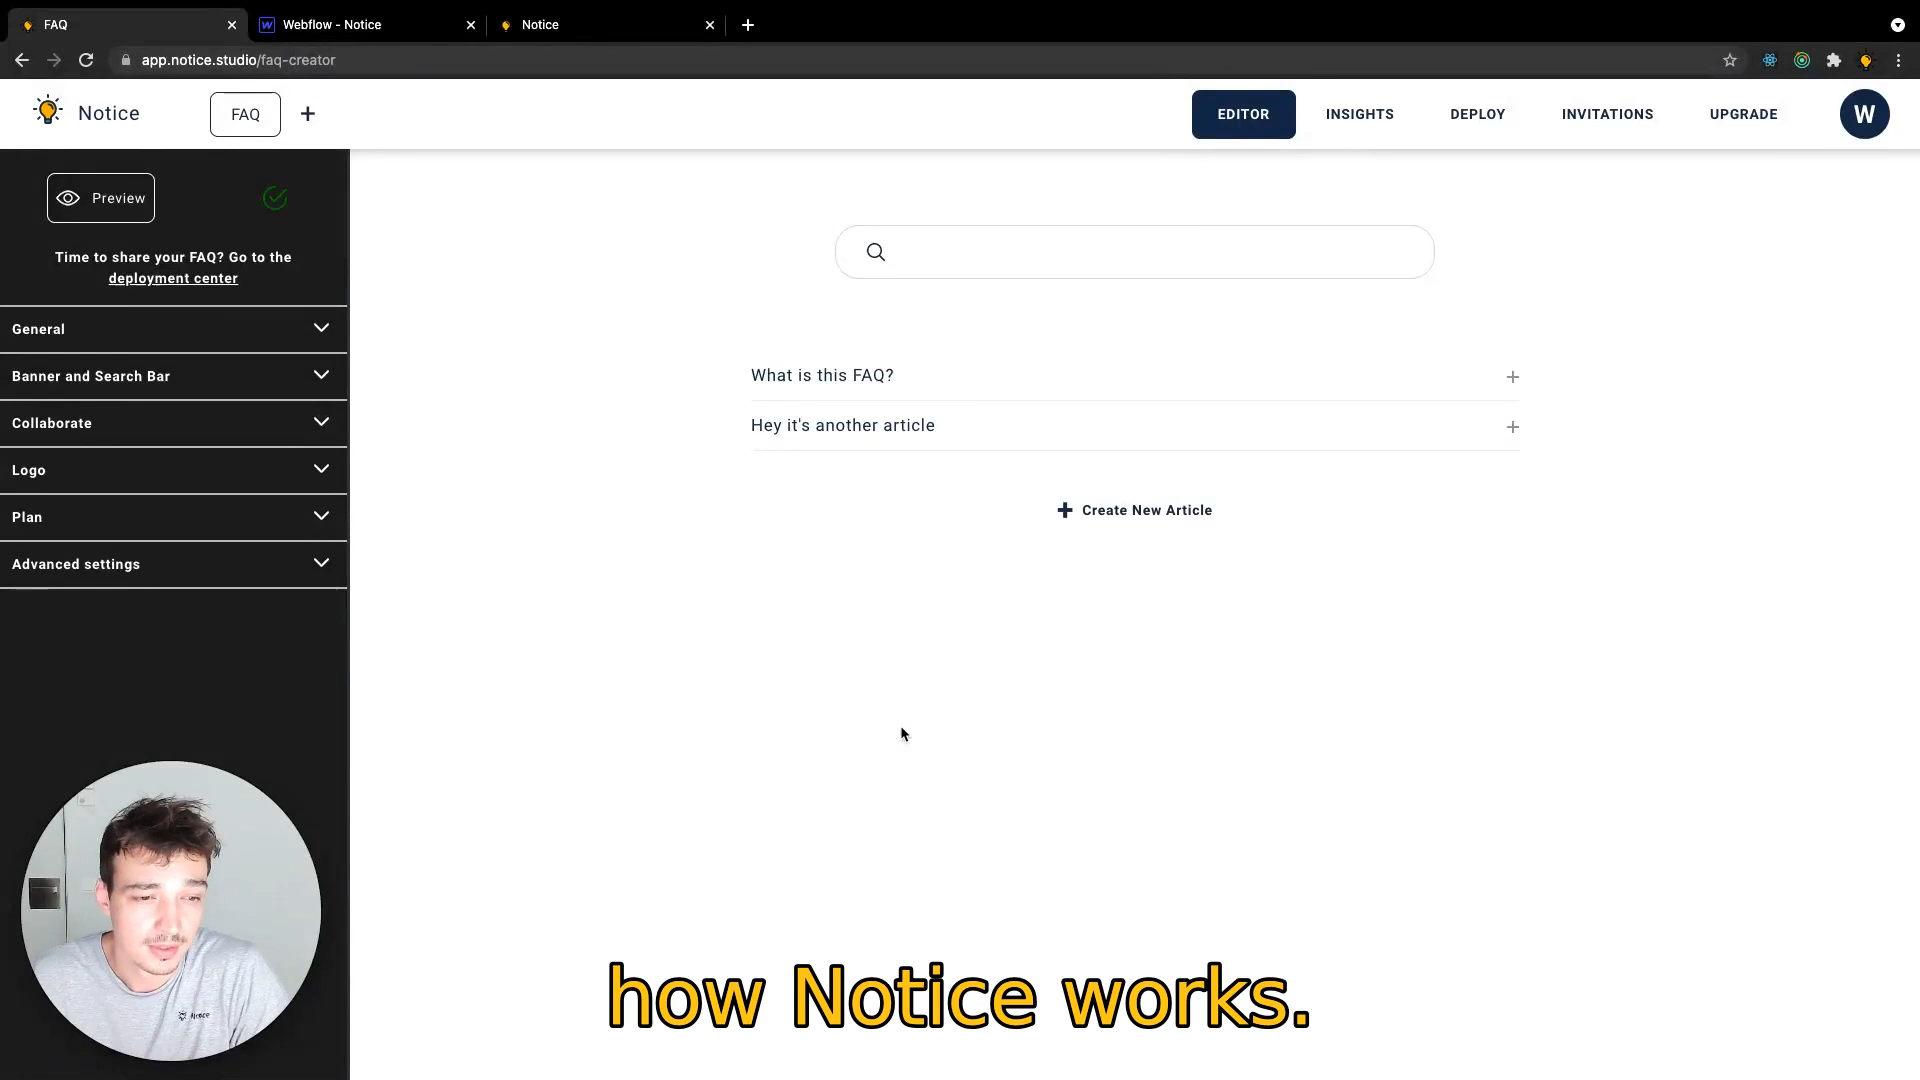 FAQ
Webflow - Notice
Notice
app.notice.studio/faq-creator
Notice
FAQ
EDITOR
INSIGHTS
DEPLOY
INVITATIONS
UPGRADE
W
Preview
Time to share your FAQ? Go to the
deployment center
General
Banner and Search Bar
Collaborate
Logo
Plan
Advanced settings
What is this FAQ?
Hey it's another article
Create New Article
Notice
how Notice works.